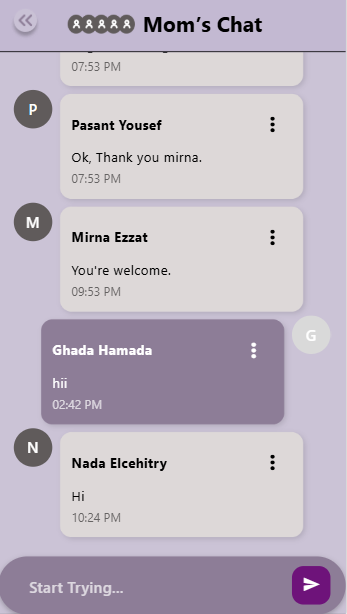 Mom's Chat
07:53 PM
P
Pasant Yousef
Ok, Thank you mirna.
07:53 PM
M
Mirna Ezzat
You're welcome.
09:53 PM
G
Ghada Hamada
hii
02:42 PM
N
Nada Elcehitry
Hi
10:24 PM
Start Trying...